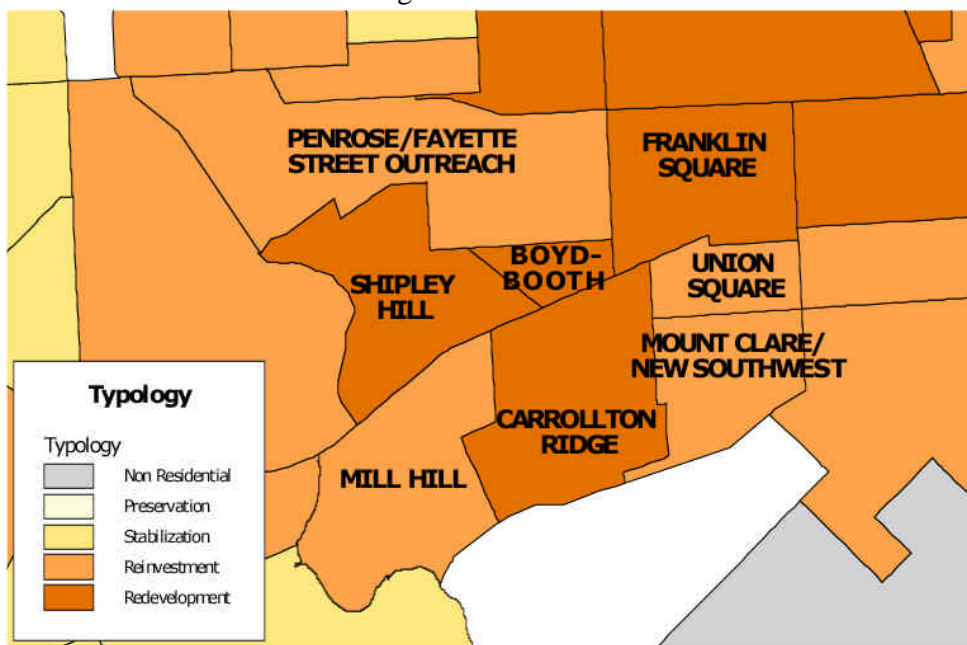 PENROSE/FAYETTE
STREET OUTREACH
FRANKLIN
SQUARE
BOYD-
BOOTH
UNION
SQUARE
SHIPLEY
HILL
MOUNT CLARE/
NEW SOUTHWEST
CARROLLTON
RIDGE
MILL HILL
Typology
Typology
Non Residential
Preservation
Stabilization
Reinvestment
Redevelopment